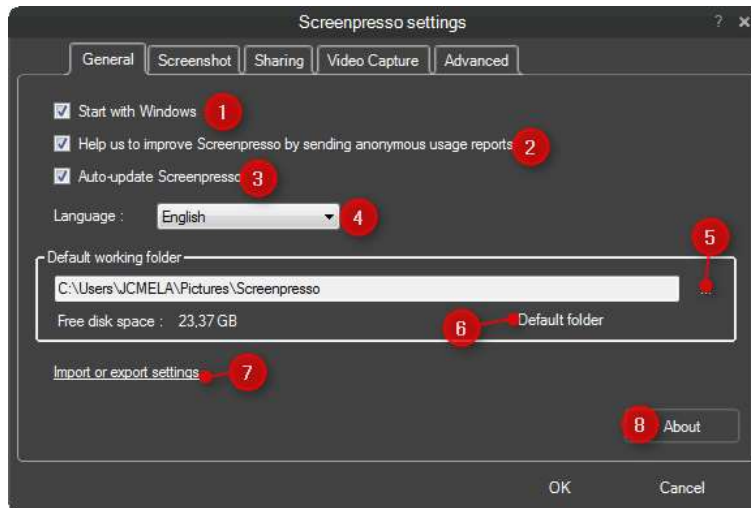 Screenpresso settings ? ×
General Screenshot Sharing Video Capture Advanced
Start with Windows 1
Help us to improve Screenpresso by sending anonymous usage reports 2
Auto-update Screenpresso 3
Language : English 4
5
Default working folder
C:\Users\JCMELA\Pictures\Screenpresso ...
Free disk space : 23,37 GB 6 Default folder
Import or export settings 7
8 About
OK Cancel